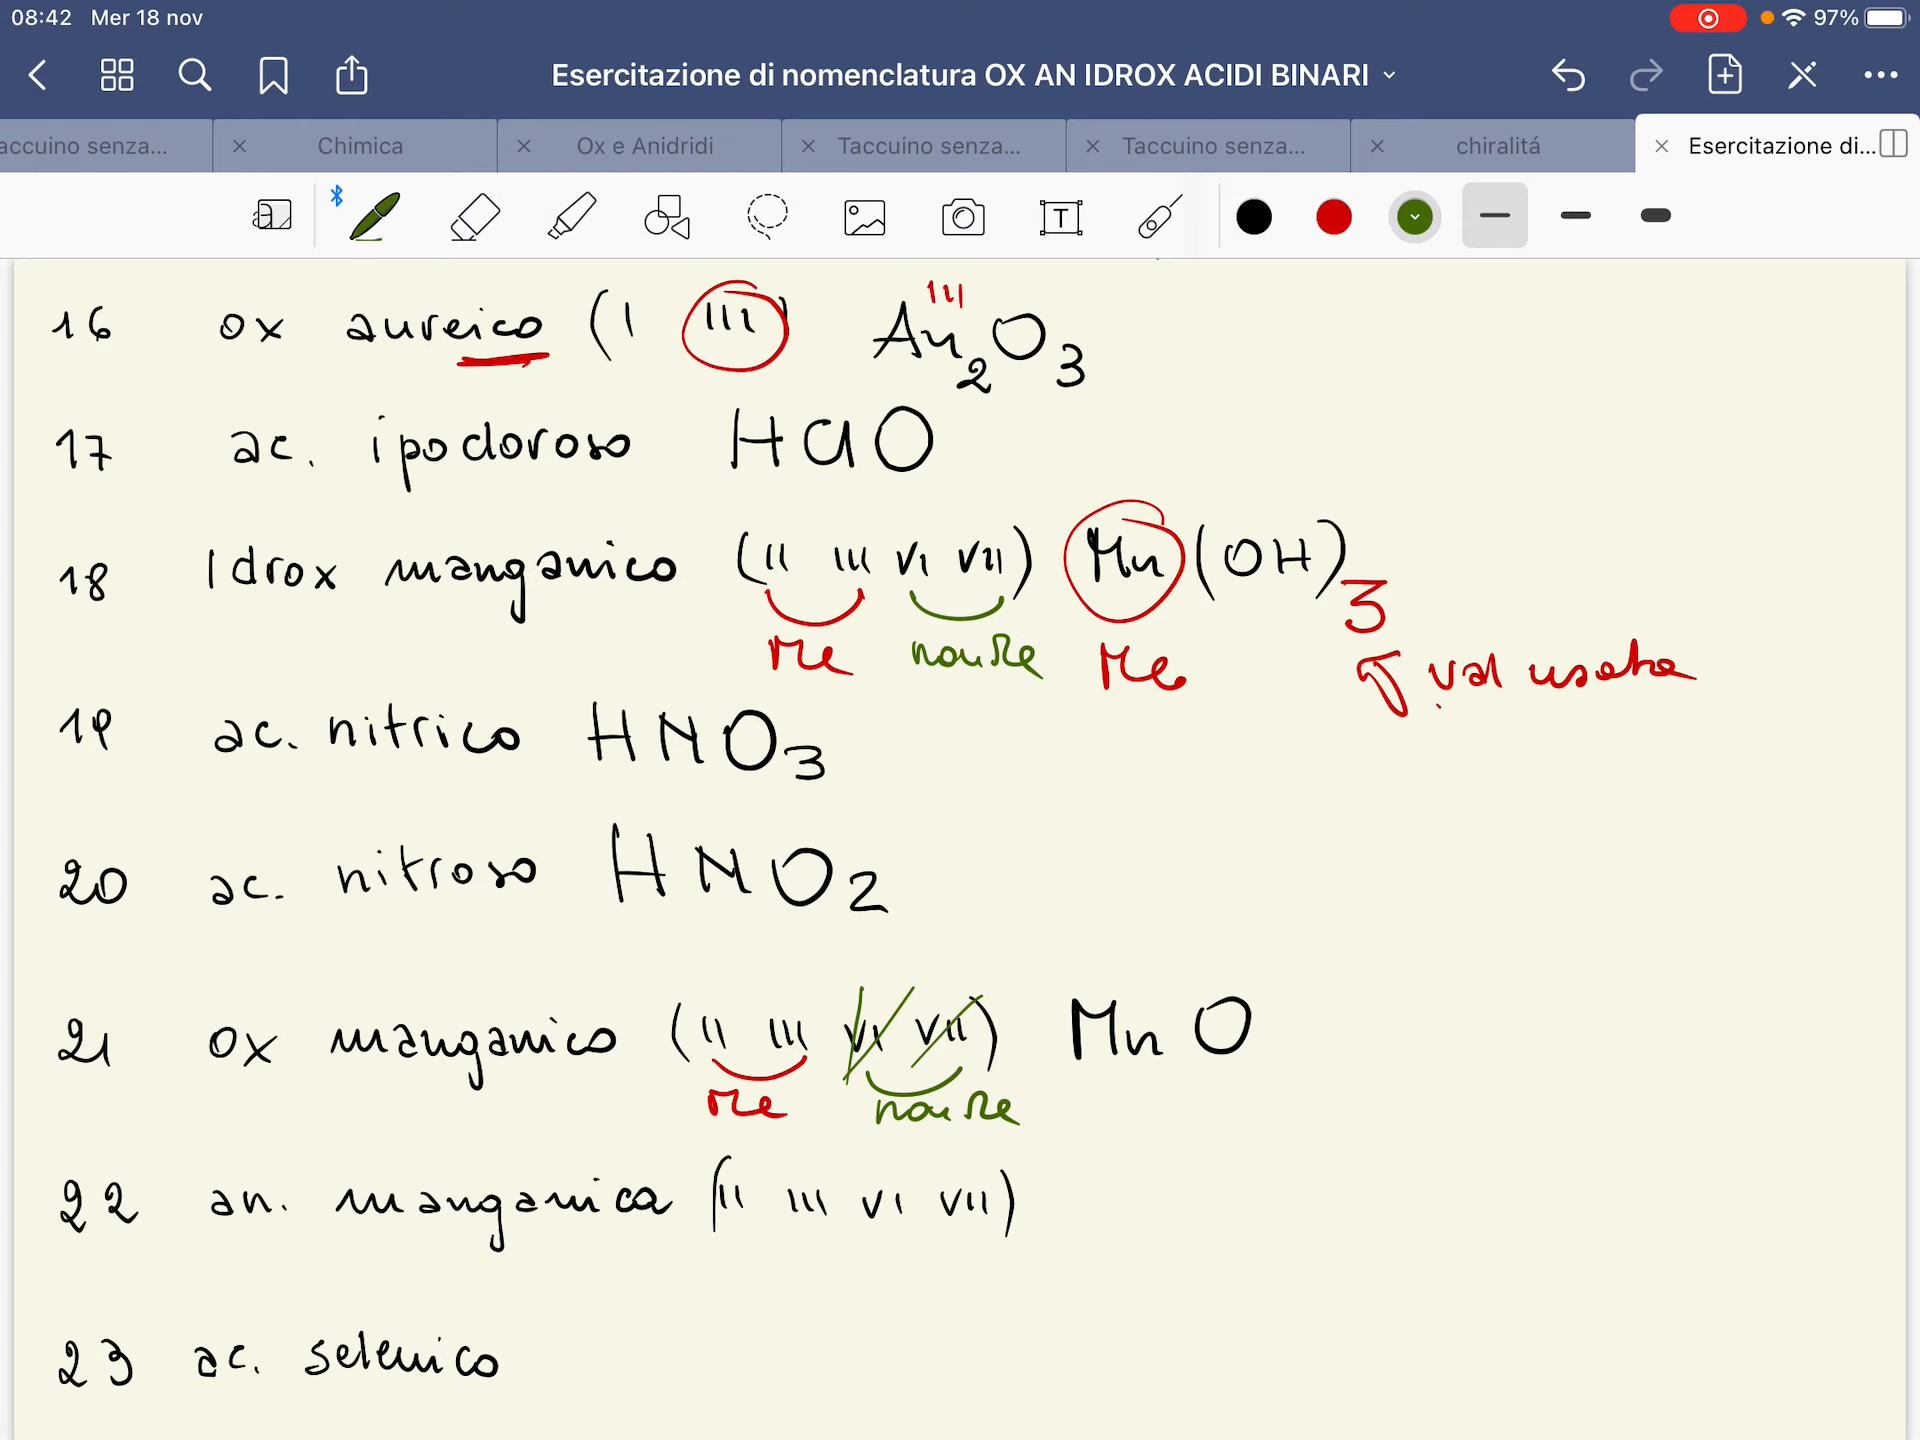 08:42 Mer 18 nov 97%
Esercitazione di nomenclatura OX AN IDROX ACIDI BINARI
accuino senza... Chimica Ox e Anidridi Taccuino senza... Taccuino senza... chiralitá Esercitazione di...
T
III
16 ox aureico (I III) Au2O3
17 ac. ipocloroso HClO
18 Idrox manganico (II III VI VII) Mn(OH)3
Me non Me Me val usata
19 ac. nitrico HNO3
20 ac. nitroso HNO2
21 ox manganico (II III VI VII) MnO
Me non Me
22 an. manganica (II III VI VII)
23 ac. selenico